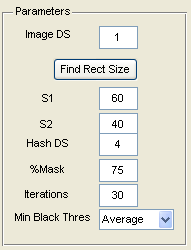 Parameters
Image DS 1
Find Rect Size
S1 60
S2 40
Hash DS 4
%Mask 75
Iterations 30
Min Black Thres Average